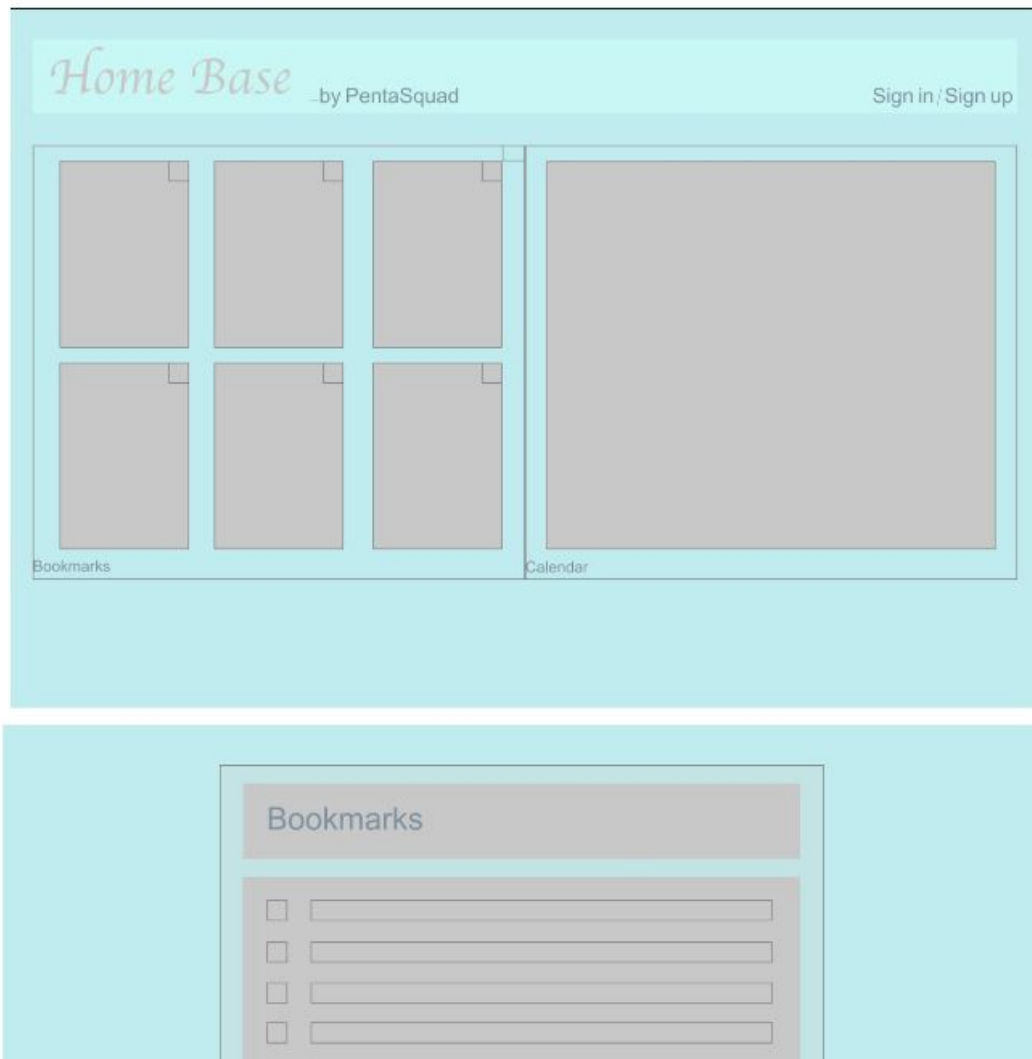 Home Base
...by PentaSquad
Sign in / Sign up
Bookmarks
Calendar
Bookmarks